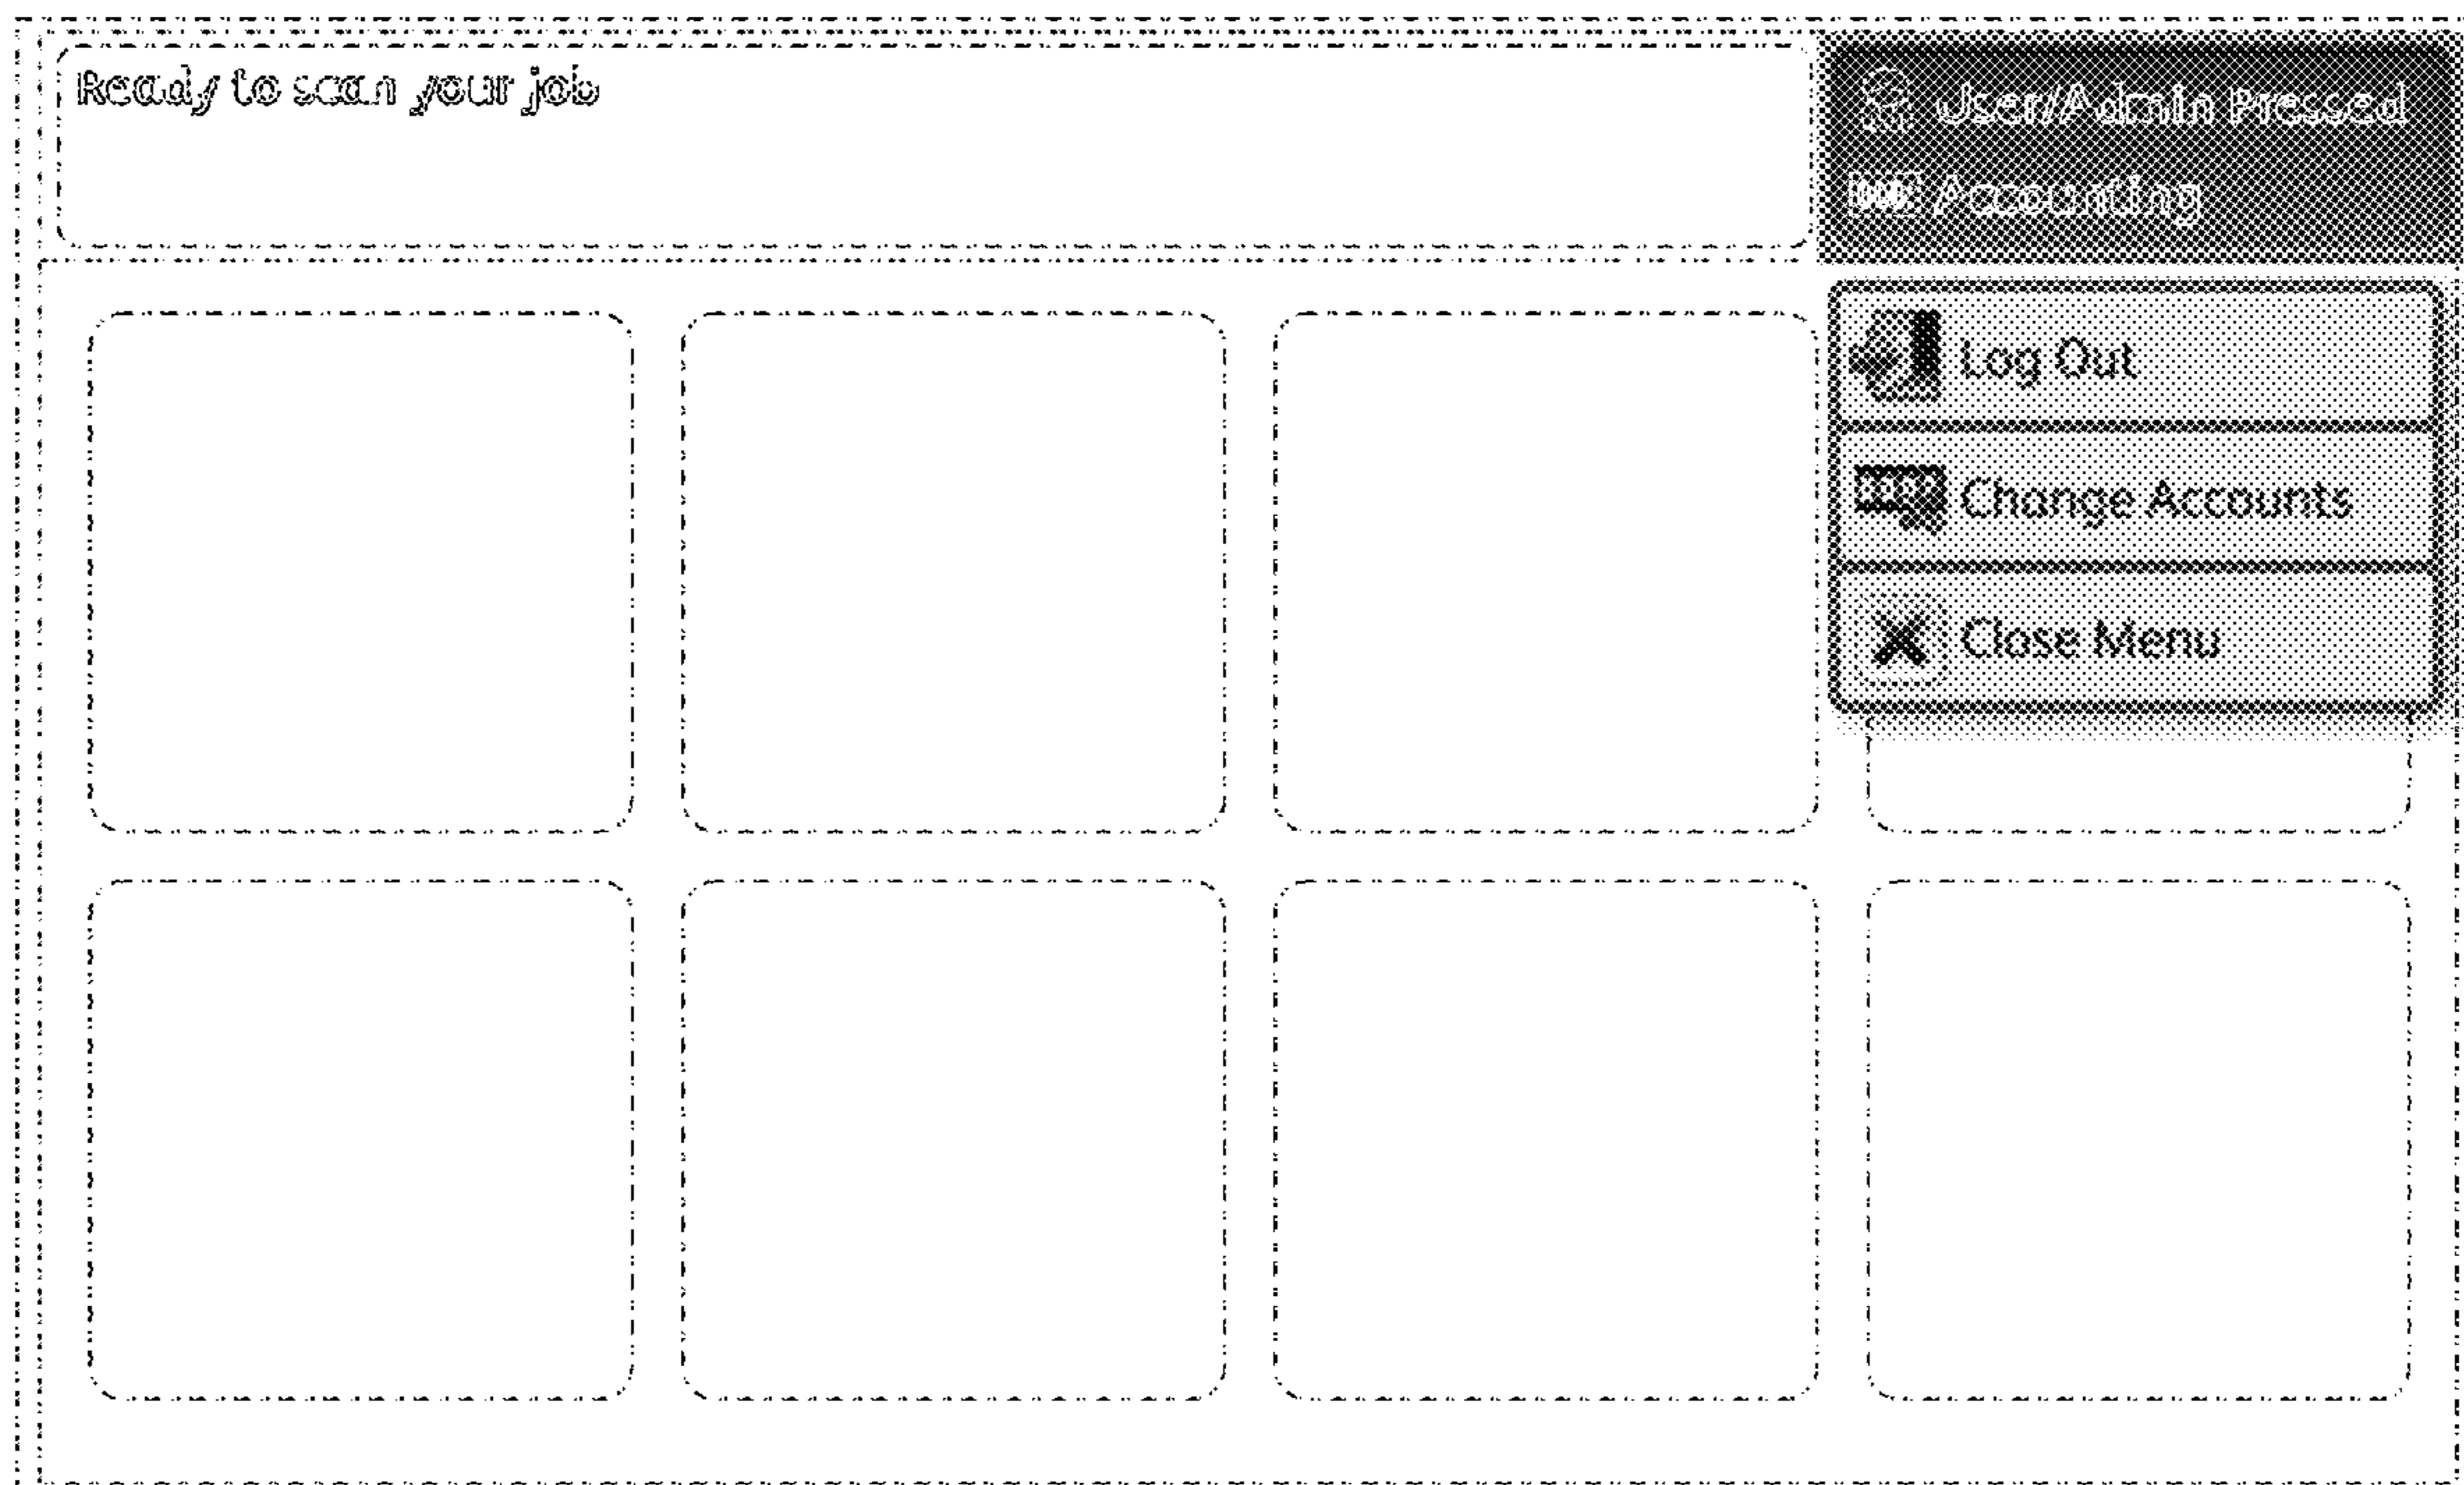 Ready to scan your job
User/Admin Pressed
Accounting
Log Out
Change Accounts
Close Menu